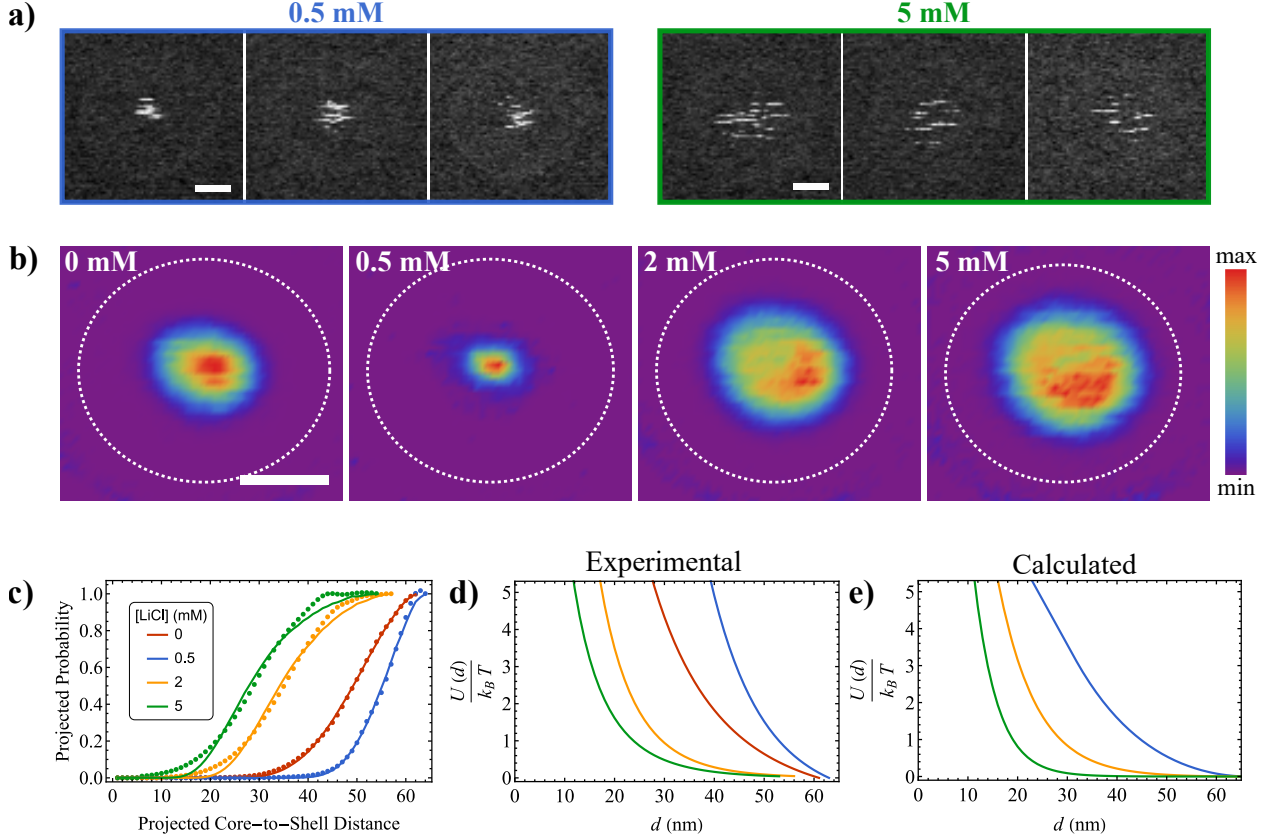 a)
0.5 mM
5 mM
b)
0 mM
0.5 mM
2 mM
5 mM
max
min
c)
Projected Probability
1.0
0.8
0.6
0.4
0.2
0.0
[LiCl] (mM)
0
0.5
2
5
0 10 20 30 40 50 60
Projected Core–to–Shell Distance
d)
Experimental
U (d)
k_B T
5
4
3
2
1
0
0 10 20 30 40 50 60
d (nm)
e)
Calculated
U (d)
k_B T
5
4
3
2
1
0
0 10 20 30 40 50 60
d (nm)